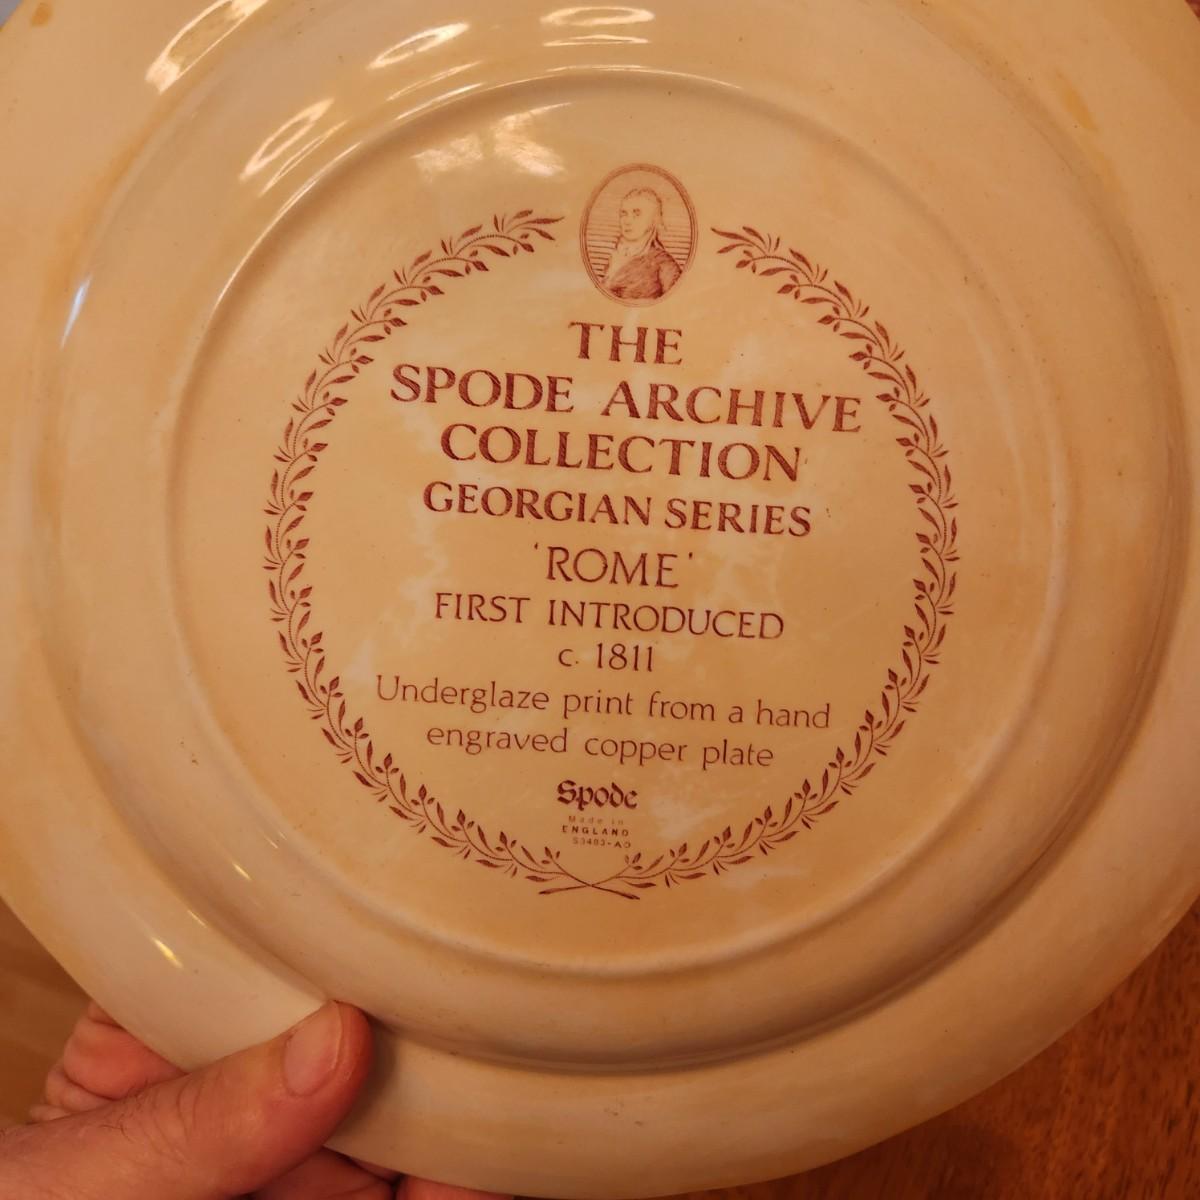 THE
SPODE ARCHIVE
COLLECTION
GEORGIAN SERIES
'ROME'
FIRST INTRODUCED
c. 1811
Underglaze print from a hand
engraved copper plate
Spode
Made in
ENGLAND